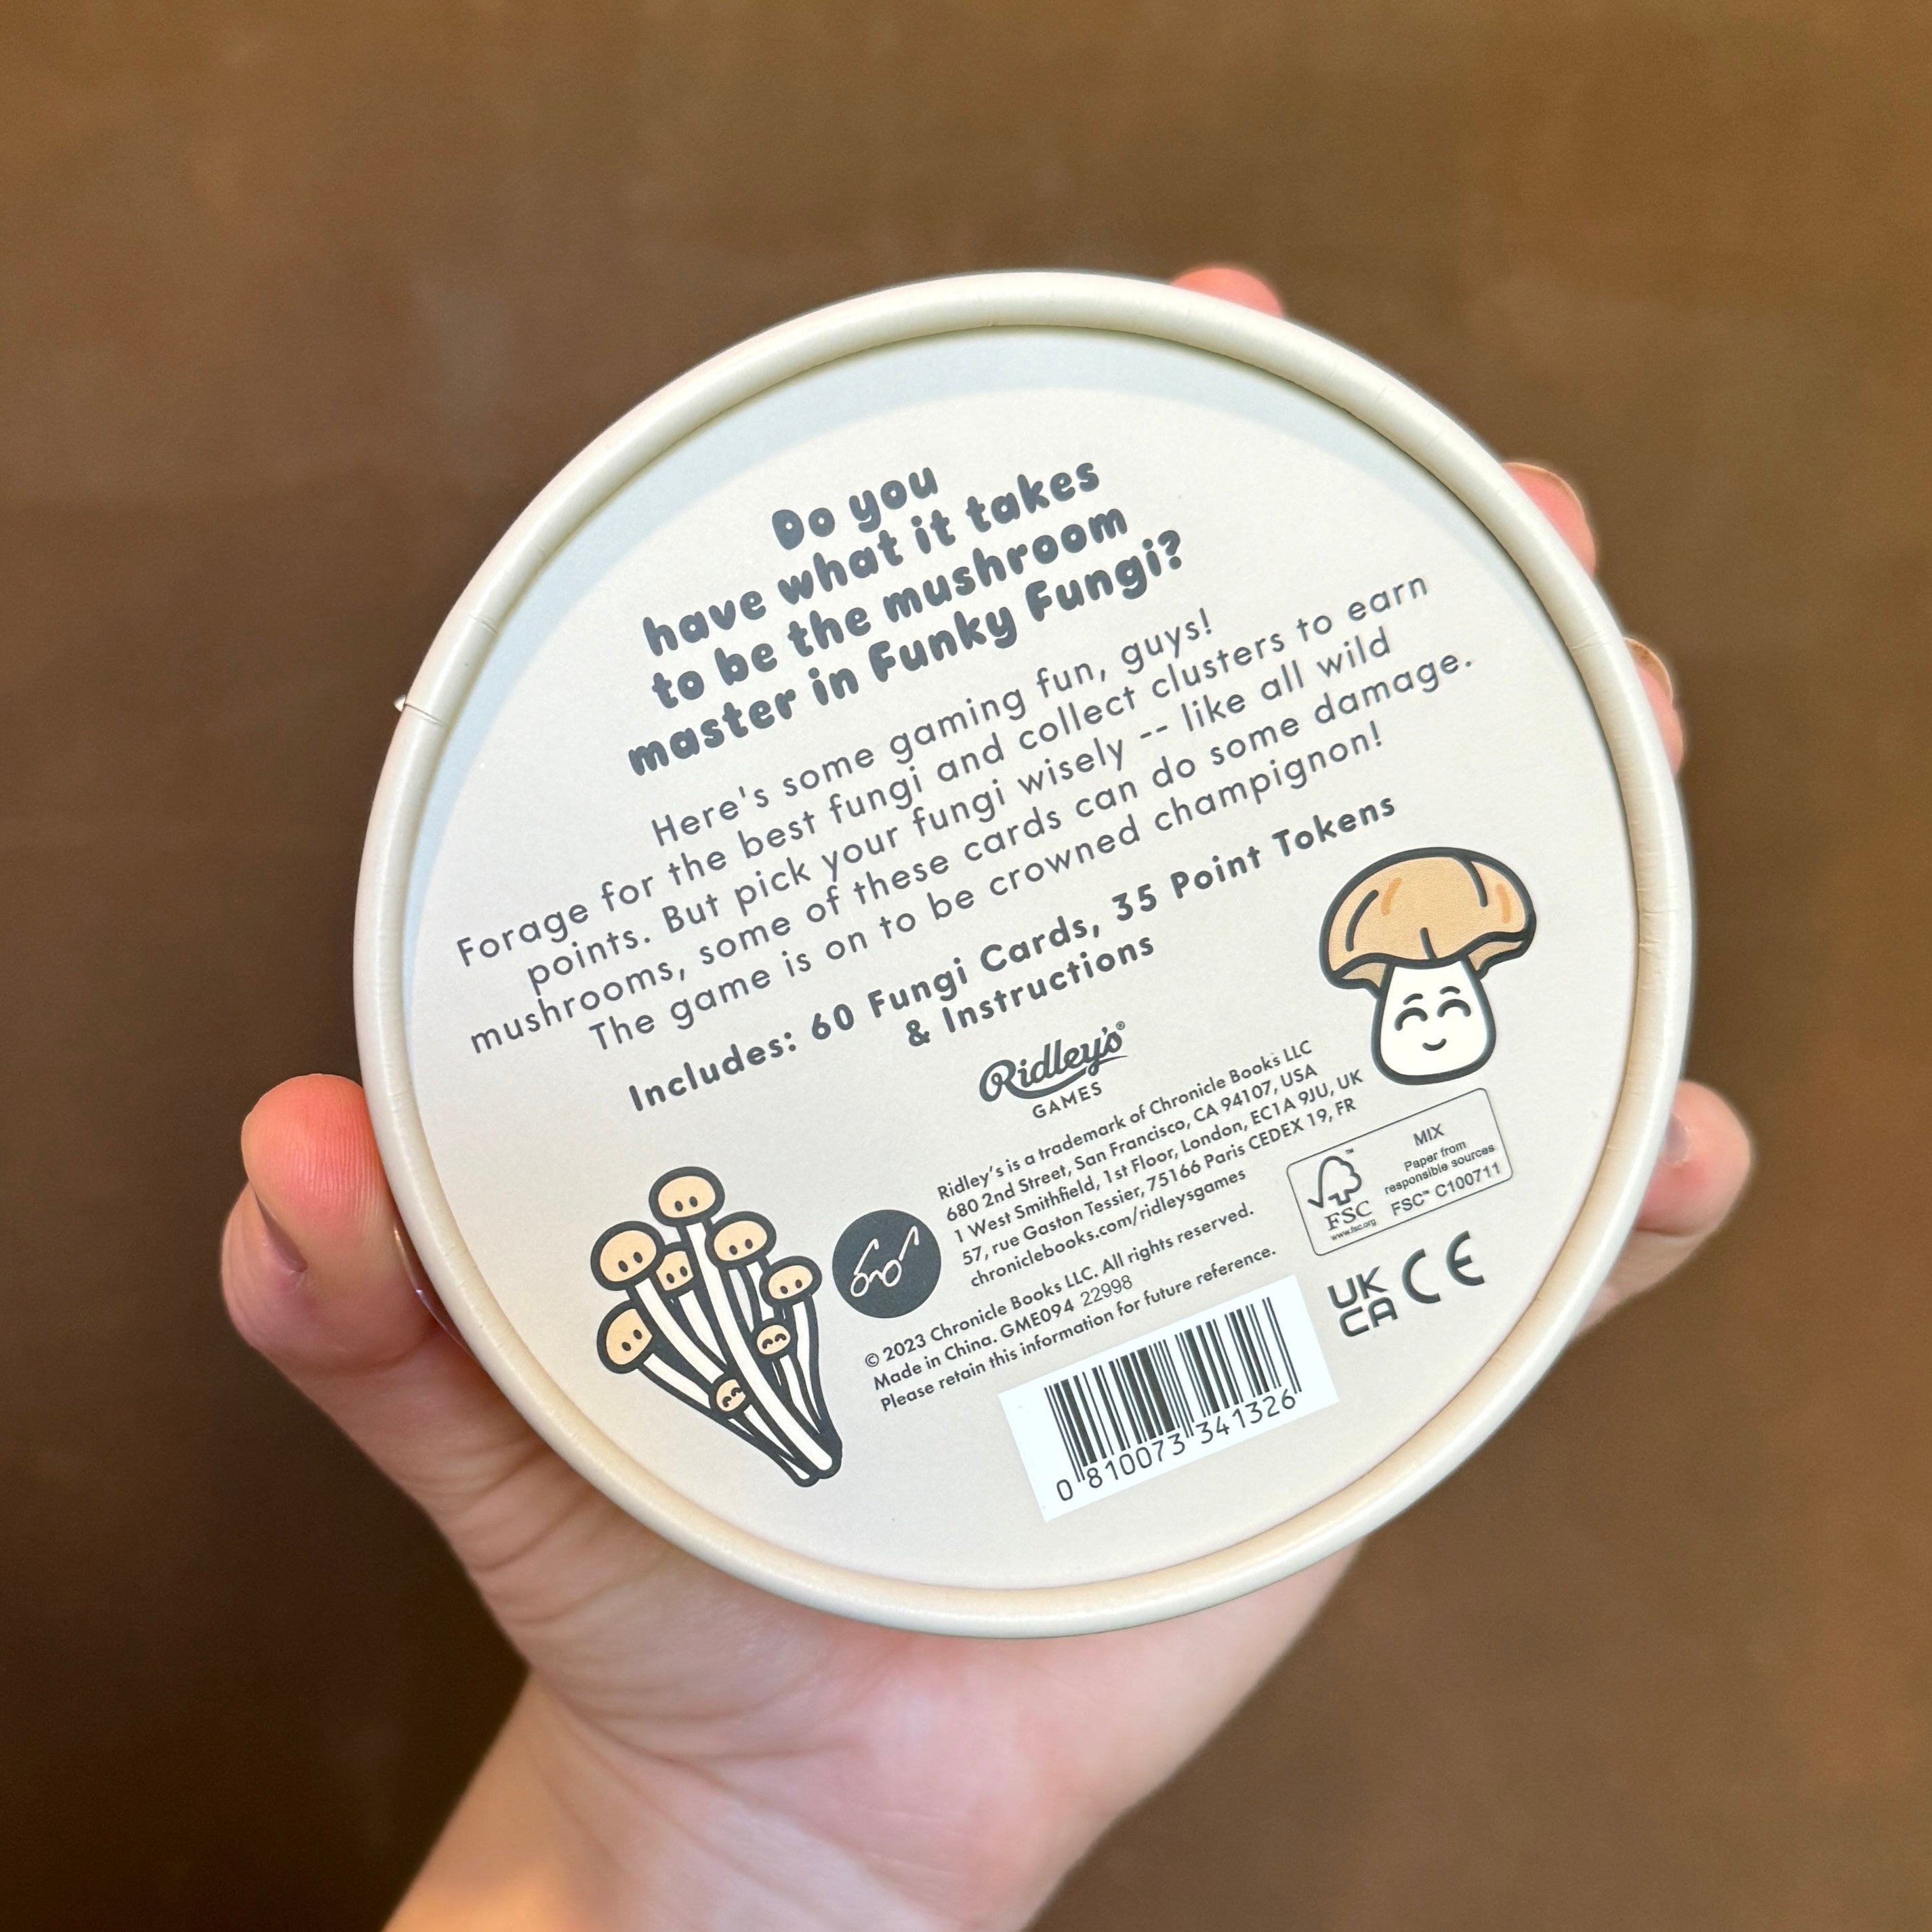 Do you
have what it takes
to be the mushroom
master in Funky Fungi?
Here's some gaming fun, guys!
Forage for the best fungi and collect clusters to earn
points. But pick your fungi wisely -- like all wild
mushrooms, some of these cards can do some damage.
The game is on to be crowned champignon!
Includes: 60 Fungi Cards, 35 Point Tokens
& Instructions
Ridley's®
GAMES
Ridley's is a trademark of Chronicle Books LLC
680 2nd Street, San Francisco, CA 94107, USA
1 West Smithfield, 1st Floor, London, EC1A 9JU, UK
57, rue Gaston Tessier, 75166 Paris CEDEX 19, FR
chroniclebooks.com/ridleysgames
© 2023 Chronicle Books LLC. All rights reserved.
Made in China. GME094 22998
Please retain this information for future reference.
™
FSC
www.fsc.org
MIX
Paper from
responsible sources
FSC™ C100711
UK
CA
CE
0 810073 341326